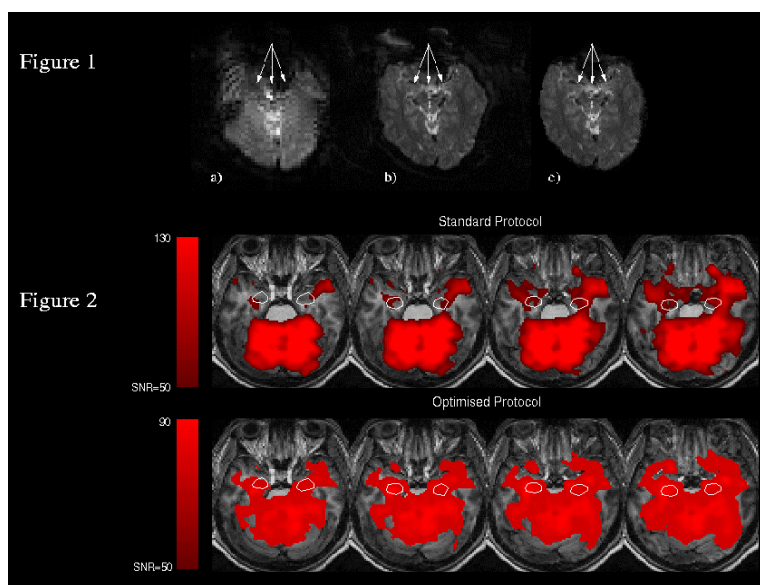 Figure 1
a)
b)
c)
Standard Protocol
130
Figure 2
SNR=50
Optimised Protocol
90
SNR=50